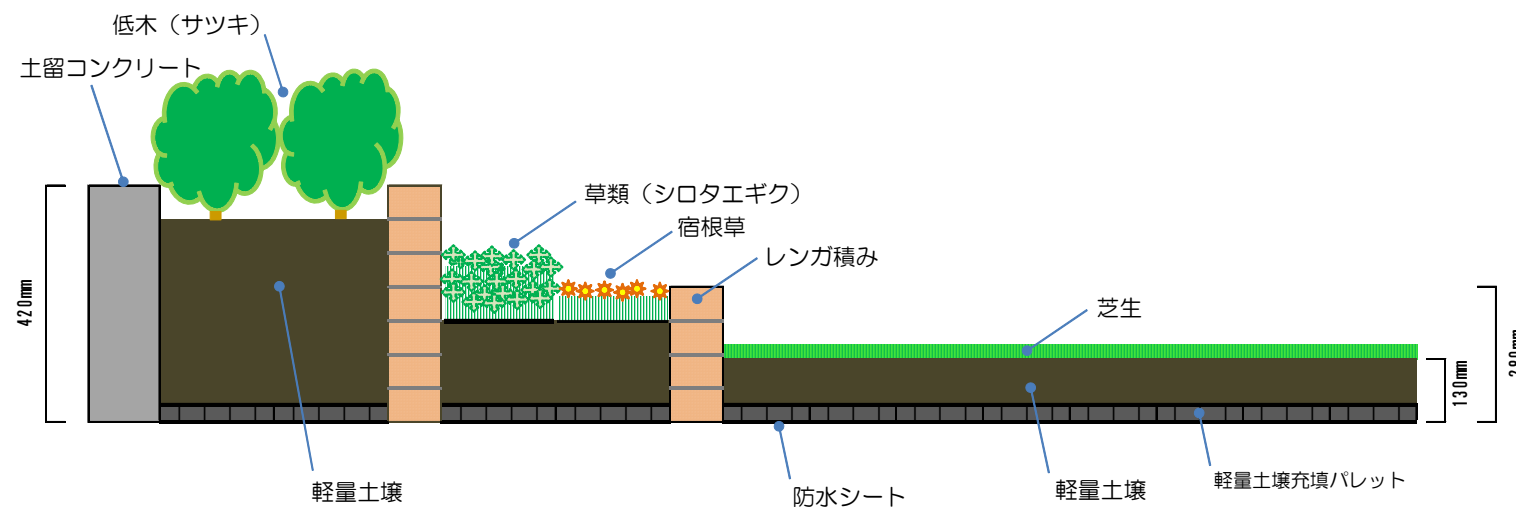 低木（サツキ）
土留コンクリート
草類（シロタエギク）
宿根草
レンガ積み
芝生
420mm
130mm
軽量土壌
防水シート
軽量土壌
軽量土壌充填パレット